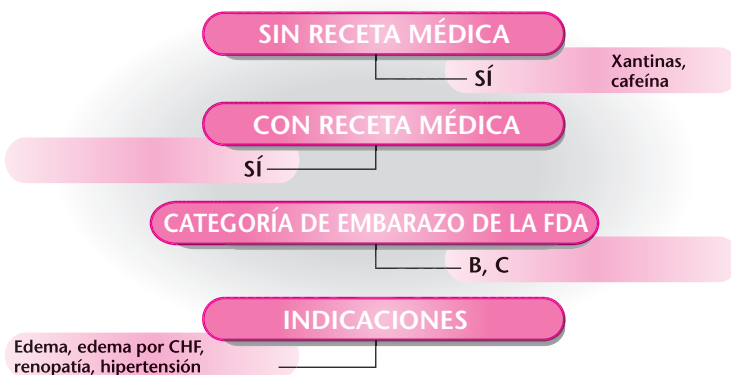 SIN RECETA MÉDICA
SÍ
Xantinas,
cafeína
CON RECETA MÉDICA
SÍ
CATEGORÍA DE EMBARAZO DE LA FDA
B, C
INDICACIONES
Edema, edema por CHF,
renopatía, hipertensión